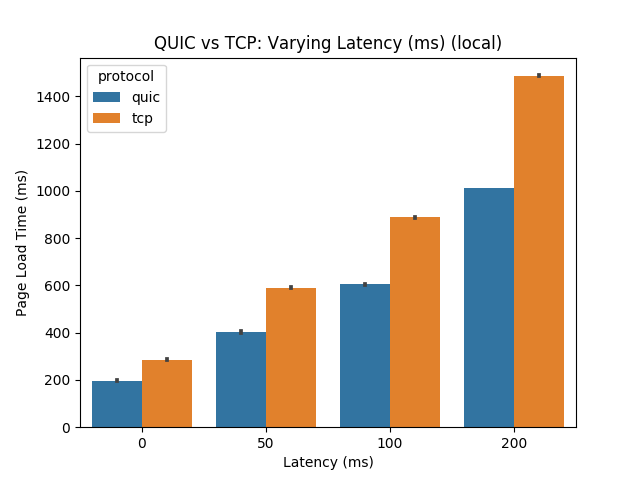 QUIC vs TCP: Varying Latency (ms) (local)
protocol
quic
tcp
Page Load Time (ms)
1400
1200
1000
800
600
400
200
0
0 50 100 200
Latency (ms)